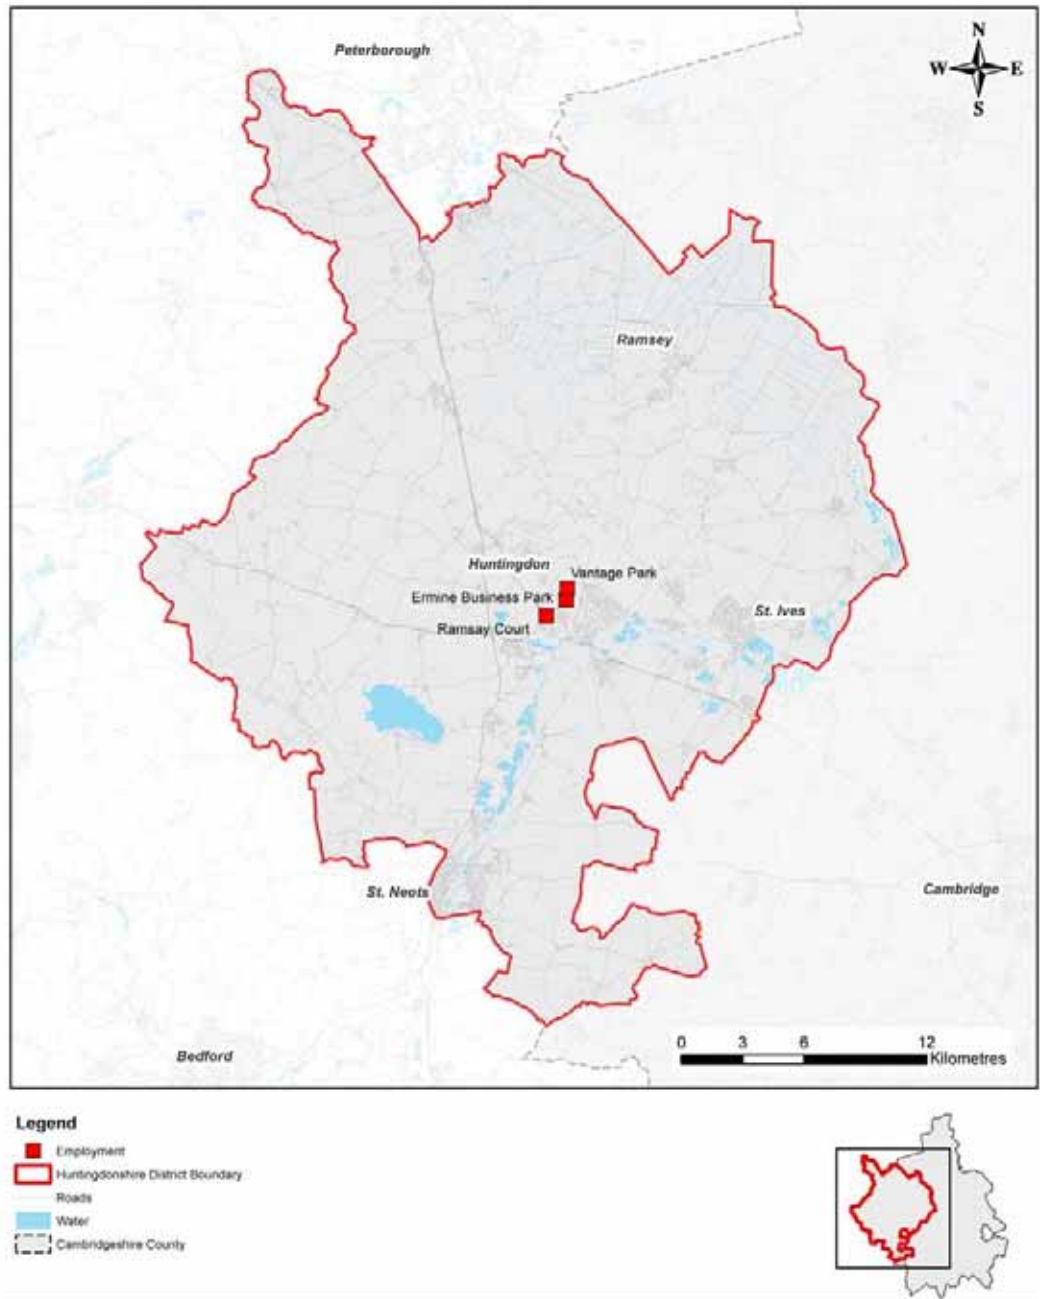 Peterborough
N
W E
S
Ramsey
Huntingdon
Vantage Park
Ermine Business Park
St. Ives
Ramsay Court
St. Neots
Cambridge
Bedford
0 3 6 12
Kilometres
Legend
Employment
Huntingdonshire District Boundary
Roads
Water
Cambridgeshire County